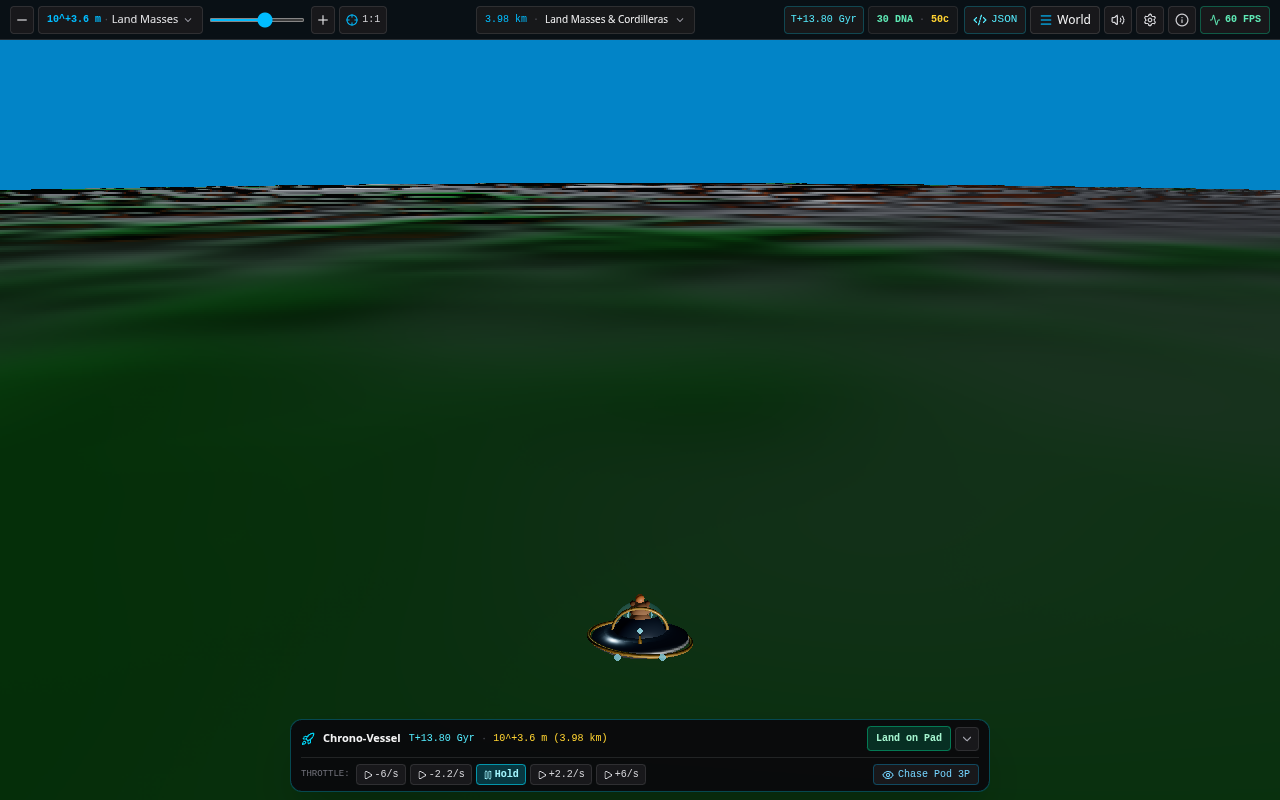 10^+3.6 m · Land Masses
1:1
3.98 km · Land Masses & Cordilleras
T+13.80 Gyr
30 DNA · 50c
JSON
World
60 FPS
Chrono-Vessel T+13.80 Gyr · 10^+3.6 m (3.98 km)
Land on Pad
THROTTLE: -6/s -2.2/s Hold +2.2/s +6/s
Chase Pod 3P